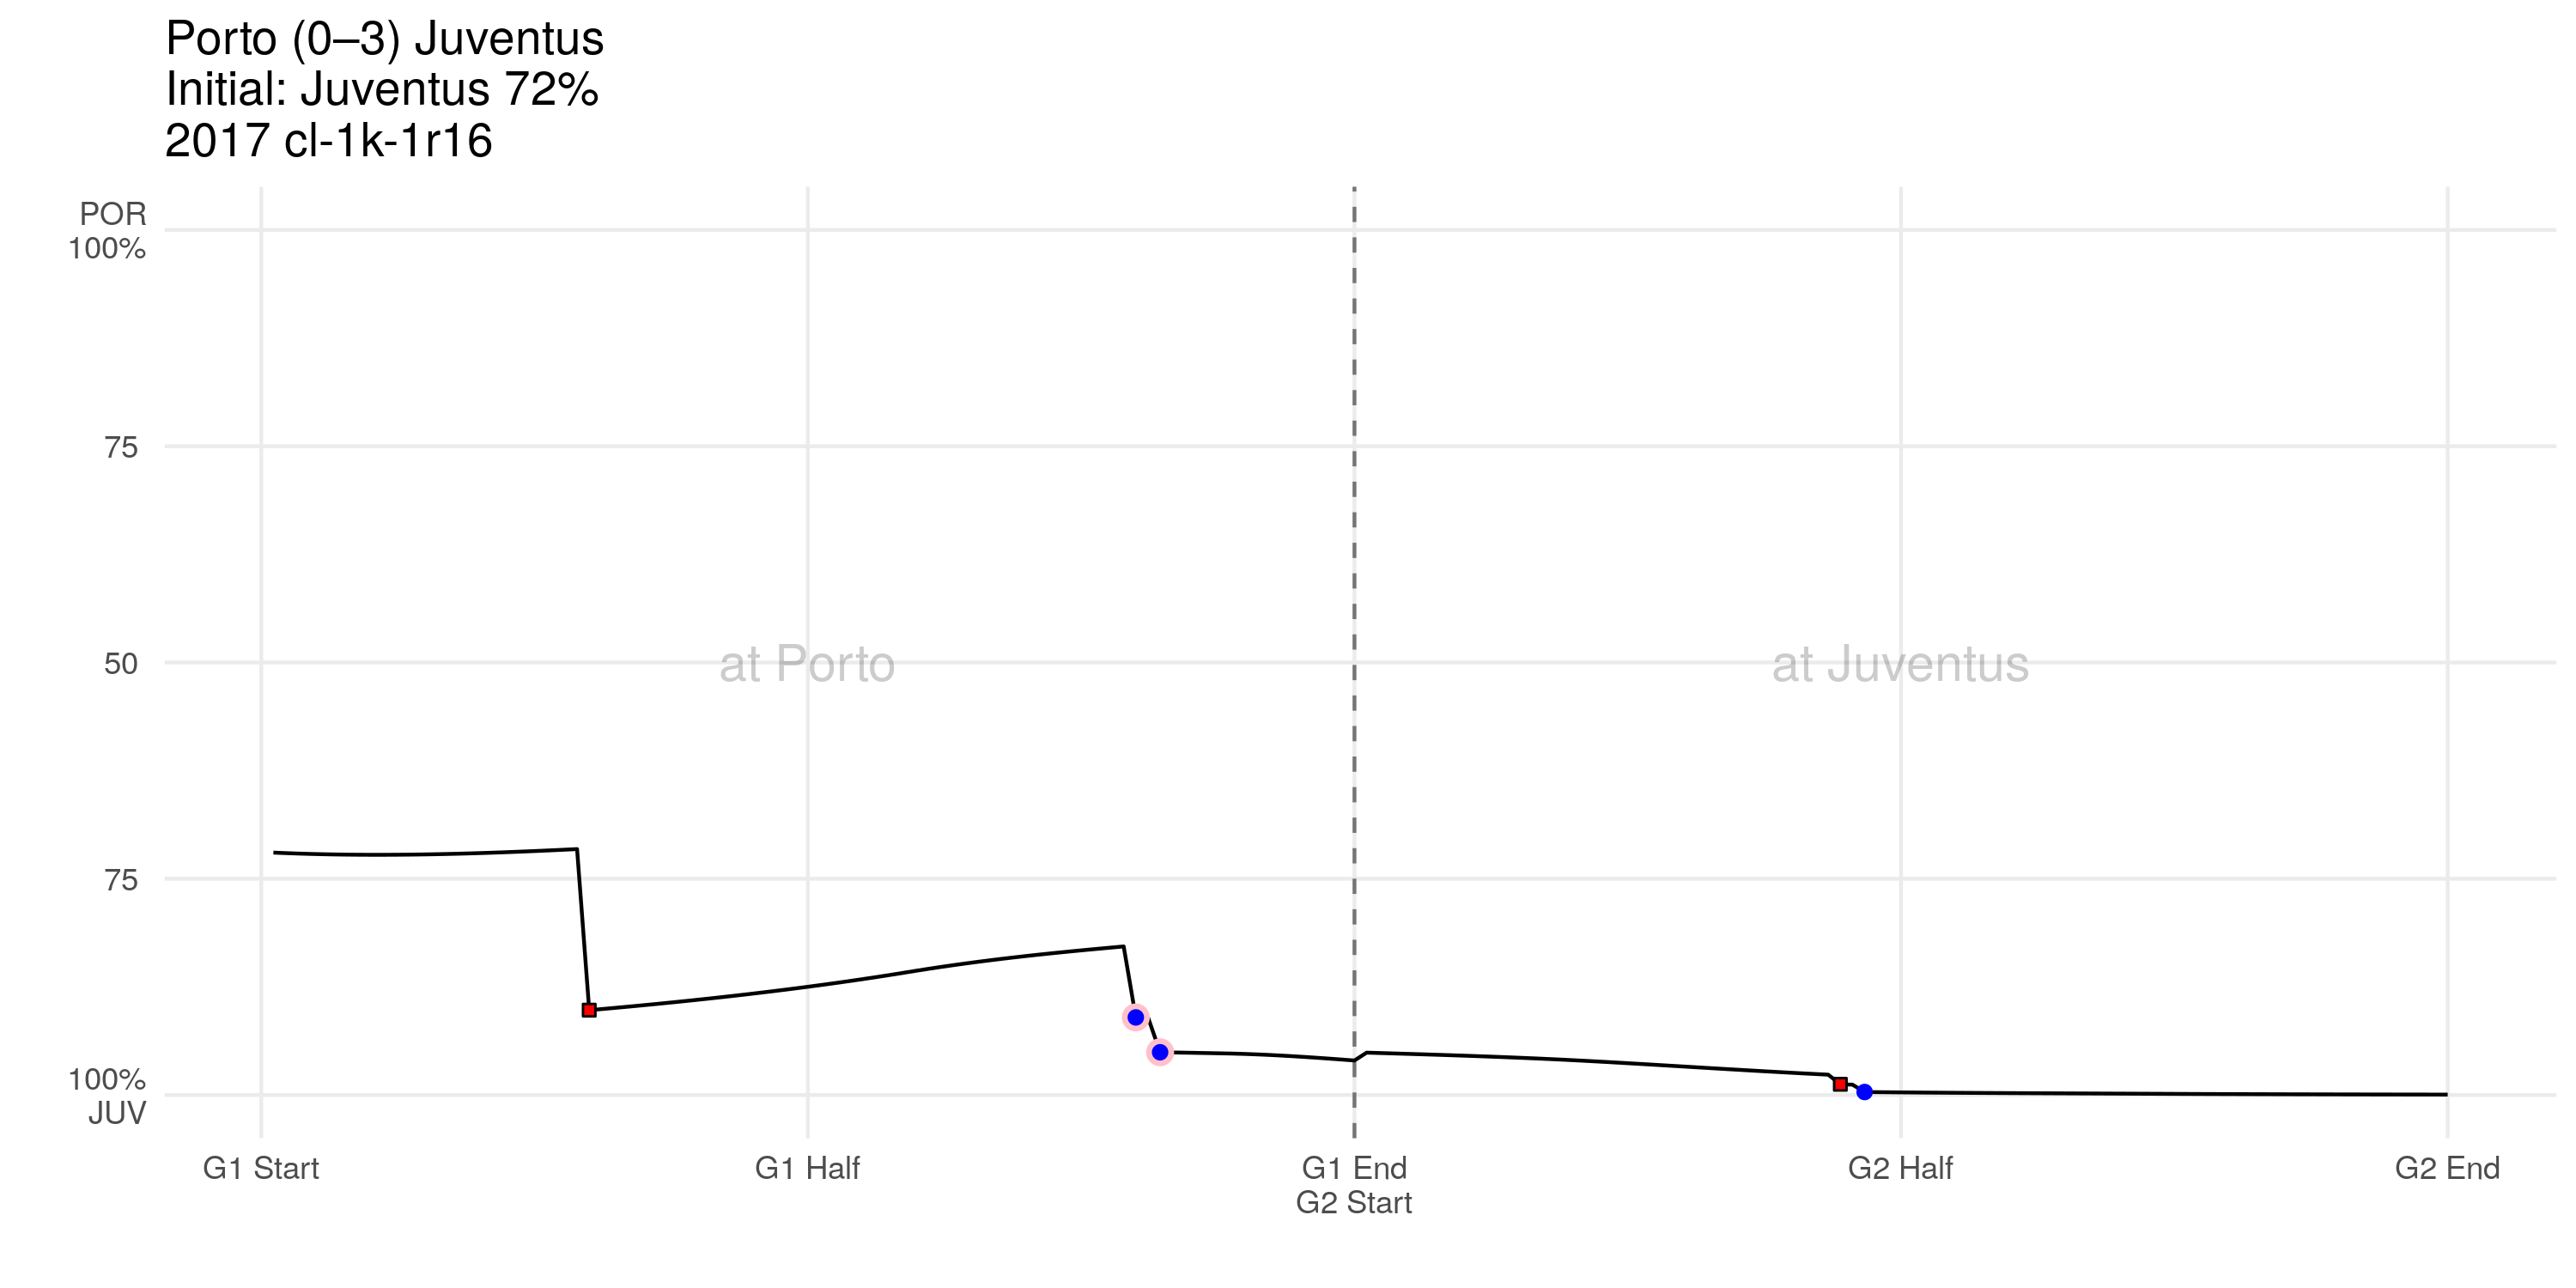 Porto (0–3) Juventus
Initial: Juventus 72%
2017 cl-1k-1r16
POR
100%
75
50
75
100%
JUV
at Porto
at Juventus
G1 Start
G1 Half
G1 End
G2 Start
G2 Half
G2 End